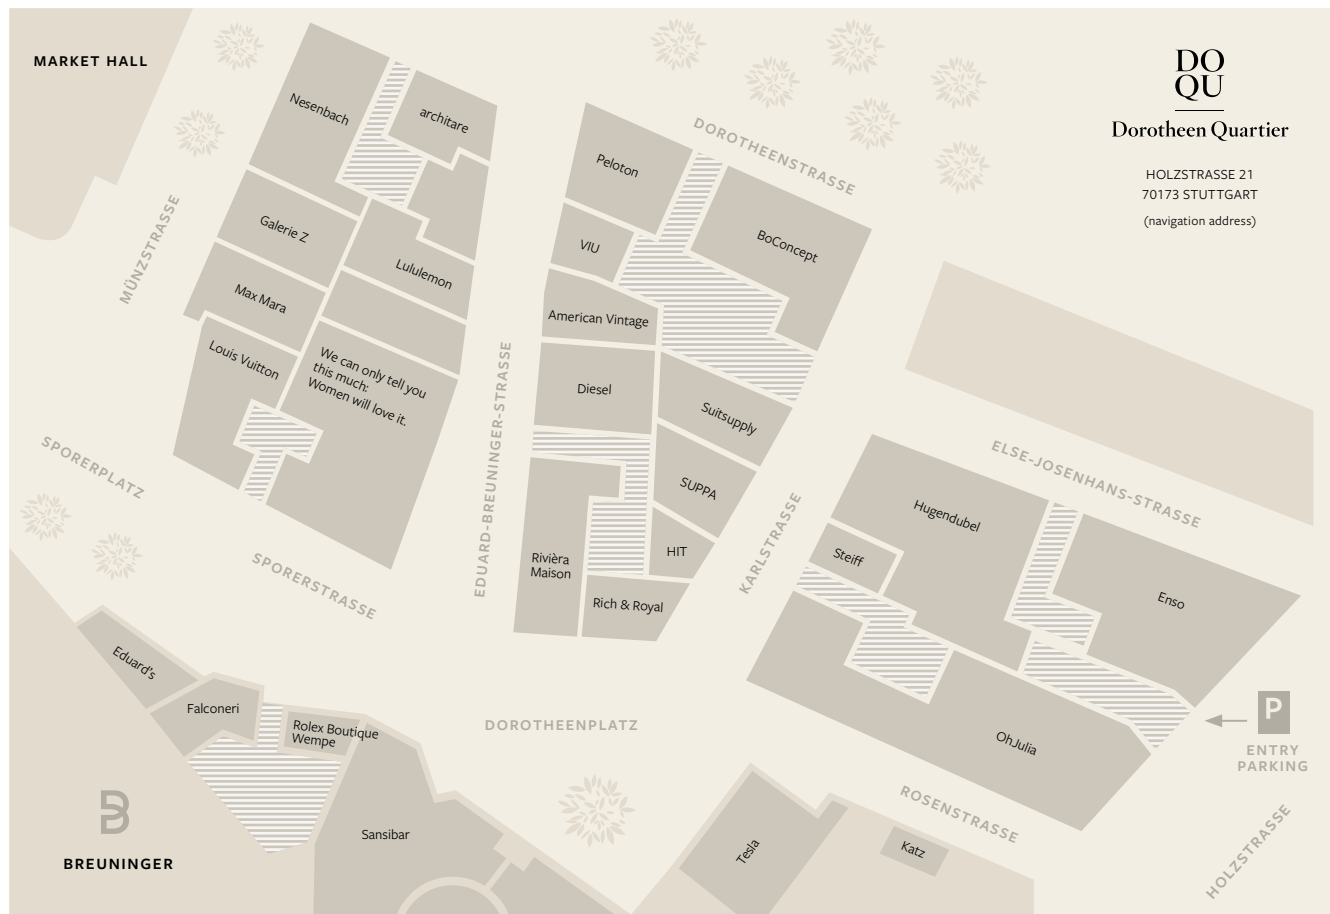 MARKET HALL
DO
QU
Dorotheen Quartier
HOLZSTRASSE 21
70173 STUTTGART
(navigation address)
Nesenbach
architare
DOROTHEENSTRASSE
Peloton
MÜNZSTRASSE
Galerie Z
VIU
BoConcept
Lululemon
Max Mara
American Vintage
Louis Vuitton
We can only tell you
this much:
Women will love it.
EDUARD-BREUNINGER-STRASSE
Diesel
Suitsupply
SPORERPLATZ
ELSE-JOSENHANS-STRASSE
SUPPA
Hugendubel
KARLSTRASSE
HIT
Steiff
SPORERSTRASSE
Rivièra
Maison
Rich & Royal
Enso
Eduard's
Falconeri
Rolex Boutique
Wempe
DOROTHEENPLATZ
OhJulia
P
ENTRY
PARKING
ROSENSTRASSE
Sansibar
Tesla
Katz
HOLZSTRASSE
B
BREUNINGER